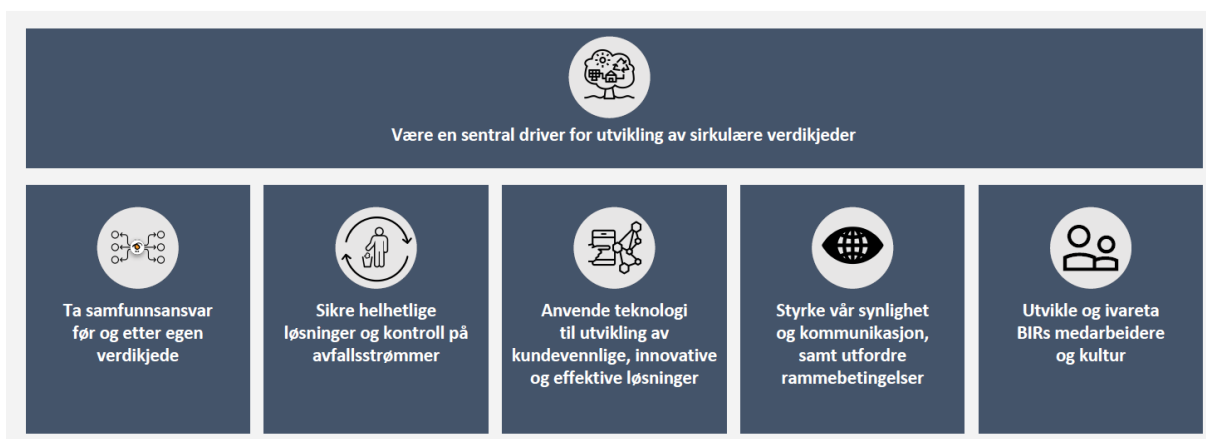 Være en sentral driver for utvikling av sirkulære verdikjeder
Ta samfunnsansvar
før og etter egen
verdikjede
Sikre helhetlige
løsninger og kontroll på
avfallsstrømmer
Anvende teknologi
til utvikling av
kundevennlige, innovative
og effektive løsninger
Styrke vår synlighet
og kommunikasjon,
samt utfordre
rammebetingelser
Utvikle og ivareta
BIRs medarbeidere
og kultur